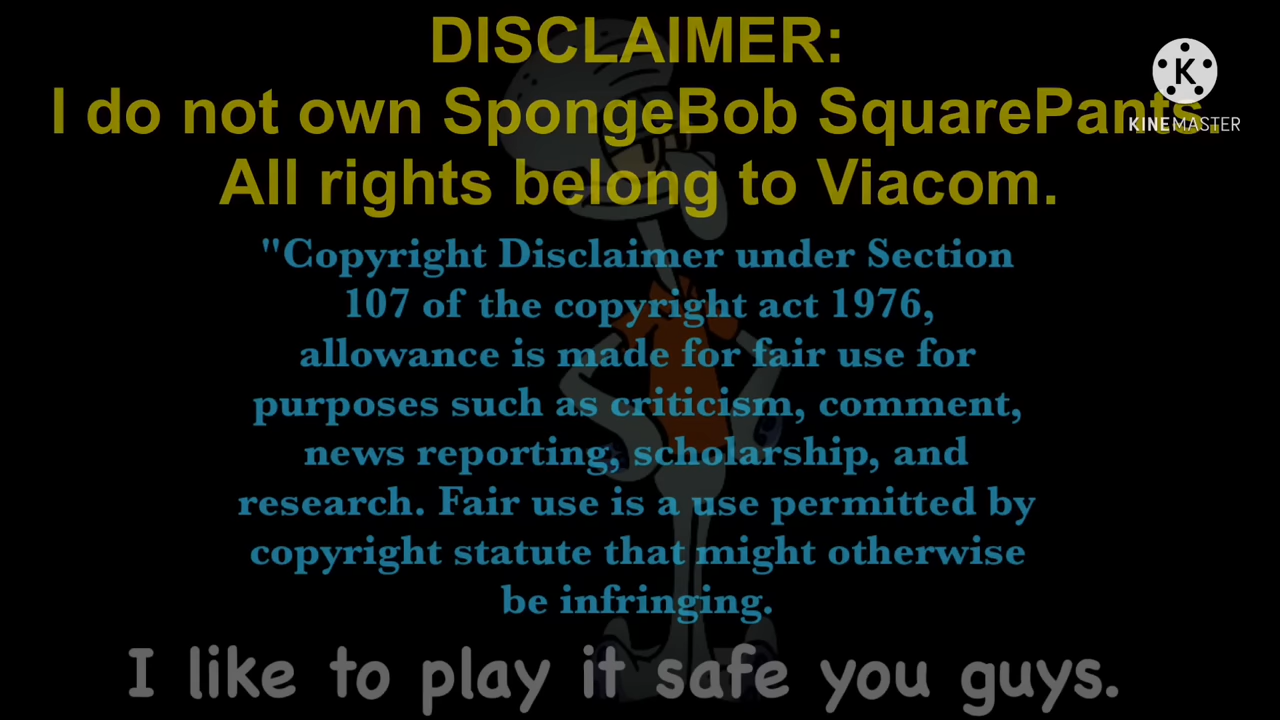 DISCLAIMER:
I do not own SpongeBob SquarePants.
All rights belong to Viacom.
K
KINEMASTER
"Copyright Disclaimer under Section
107 of the copyright act 1976,
allowance is made for fair use for
purposes such as criticism, comment,
news reporting, scholarship, and
research. Fair use is a use permitted by
copyright statute that might otherwise
be infringing.
I like to play it safe you guys.